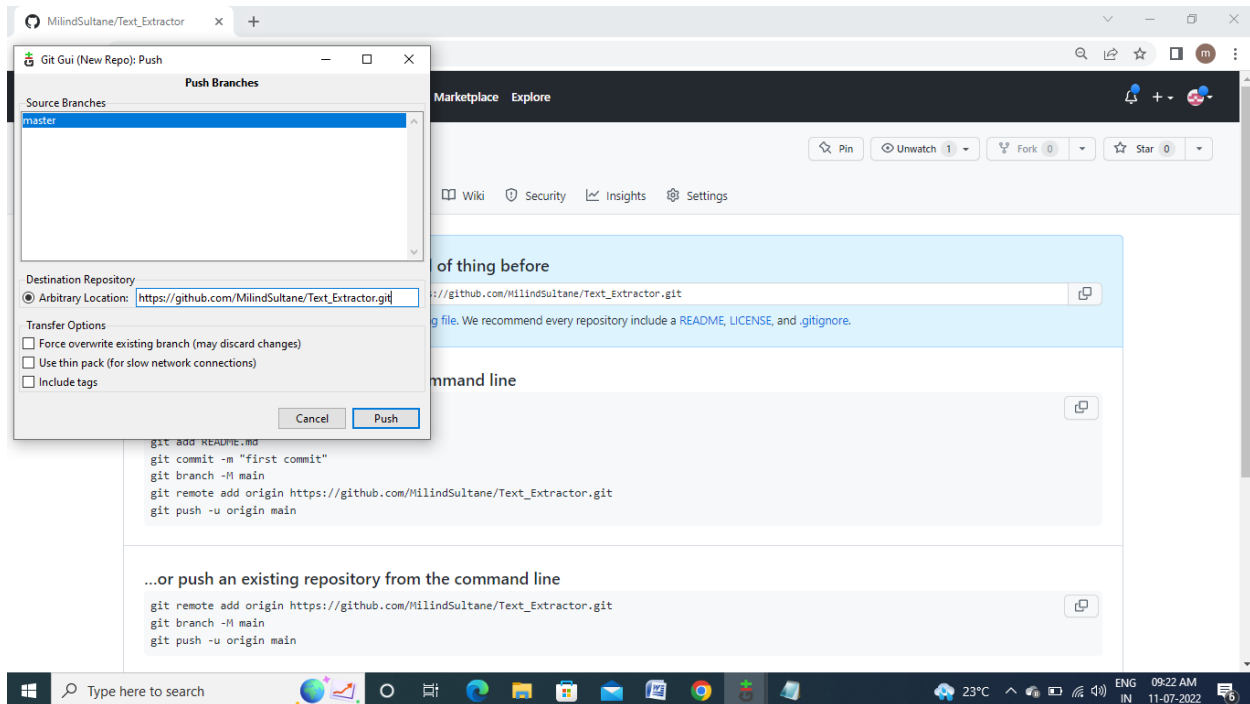 MilindSultane/Text_Extractor
Git Gui (New Repo): Push
Push Branches
Source Branches
master
Destination Repository
Arbitrary Location: https://github.com/MilindSultane/Text_Extractor.git
Transfer Options
Force overwrite existing branch (may discard changes)
Use thin pack (for slow network connections)
Include tags
Cancel Push
m
Marketplace Explore
Pin Unwatch 1 Fork 0 Star 0
Wiki Security Insights Settings
of thing before
://github.com/MilindSultane/Text_Extractor.git
g file. We recommend every repository include a README, LICENSE, and .gitignore.
mmand line
git add README.md
git commit -m "first commit"
git branch -M main
git remote add origin https://github.com/MilindSultane/Text_Extractor.git
git push -u origin main
...or push an existing repository from the command line
git remote add origin https://github.com/MilindSultane/Text_Extractor.git
git branch -M main
git push -u origin main
Type here to search
23°C
ENG 09:22 AM
IN 11-07-2022
6